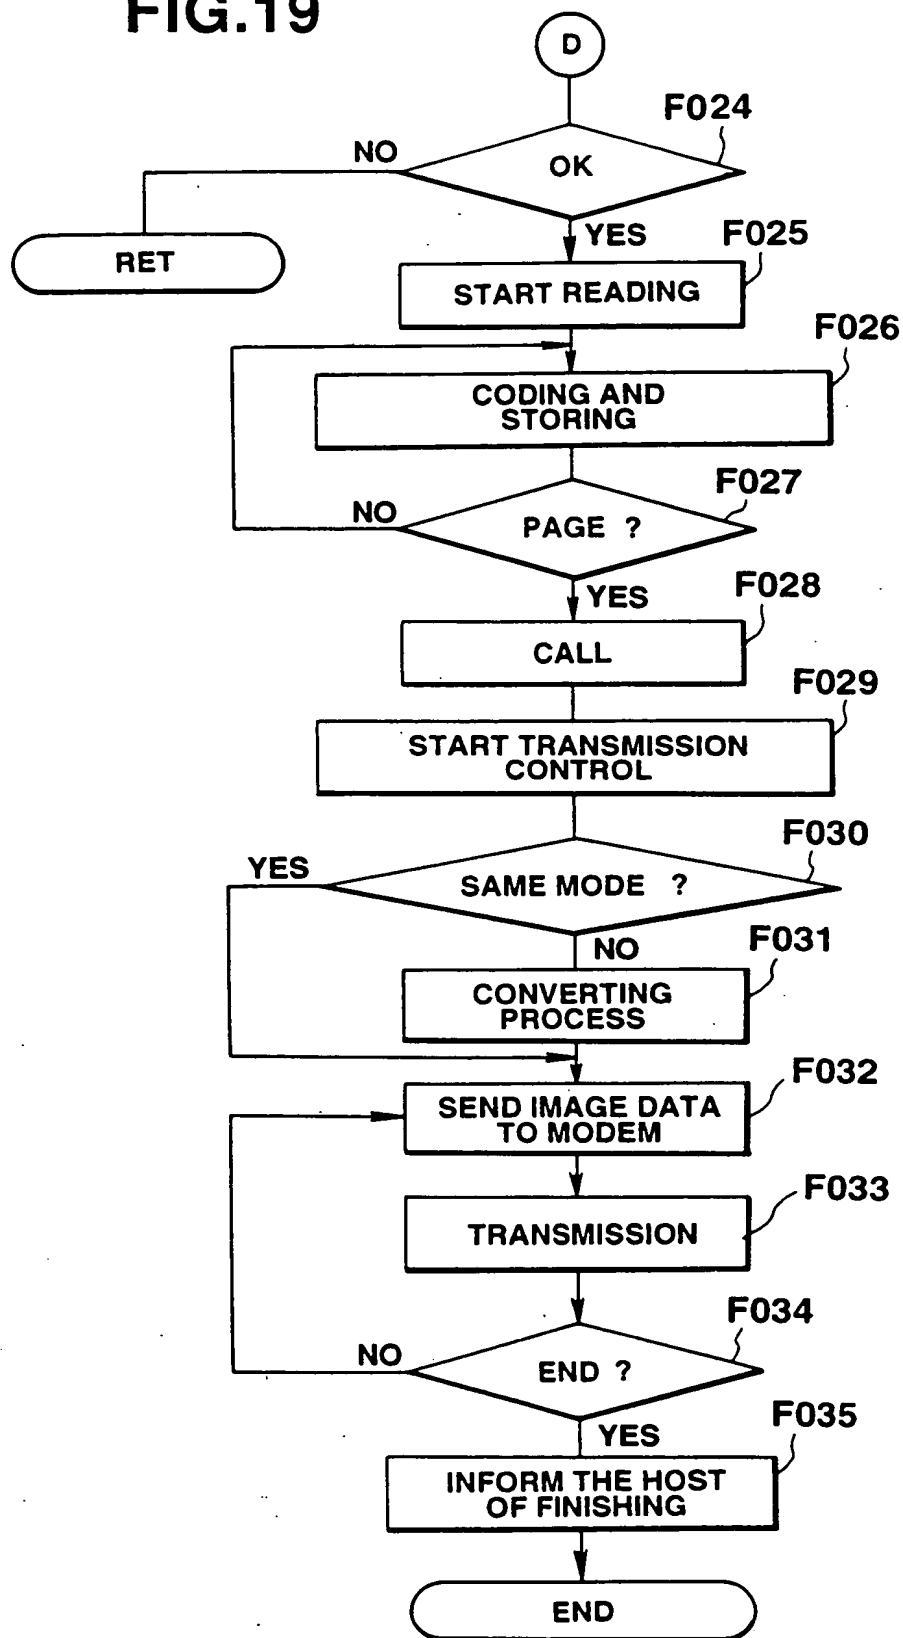 FIG.19
D
F024
NO
OK
YES
RET
F025
START READING
F026
CODING AND
STORING
F027
NO
PAGE ?
YES
F028
CALL
F029
START TRANSMISSION
CONTROL
F030
YES
SAME MODE ?
NO
F031
CONVERTING
PROCESS
F032
SEND IMAGE DATA
TO MODEM
F033
TRANSMISSION
F034
NO
END ?
YES
F035
INFORM THE HOST
OF FINISHING
END